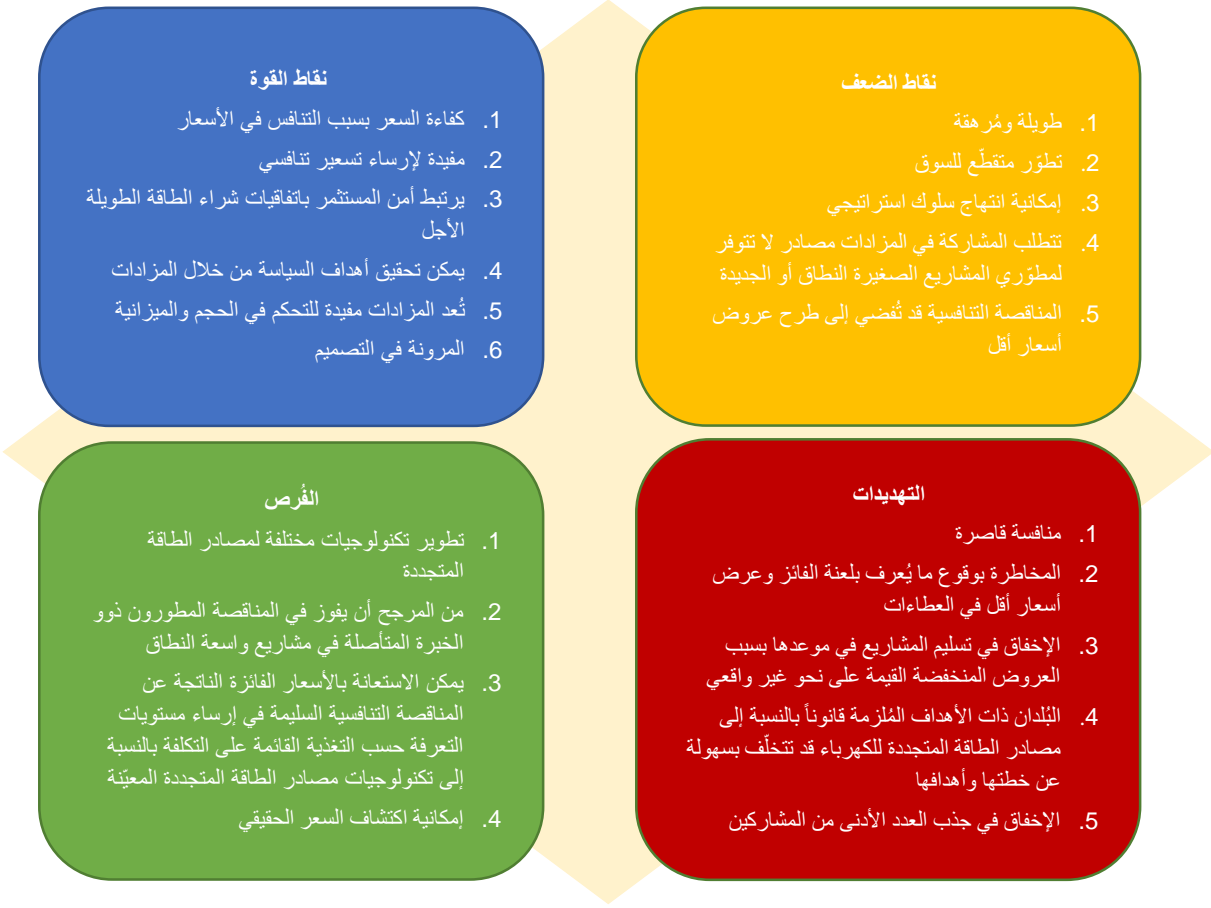 نقاط القوة
1. كفاءة السعر بسبب التنافس في الأسعار
2. مفيدة لإرساء تسعير تنافسي
3. يرتبط أمن المستثمر باتفاقيات شراء الطاقة الطويلة
الأجل
4. يمكن تحقيق أهداف السياسة من خلال المزادات
5. تُعد المزادات مفيدة للتحكم في الحجم والميزانية
6. المرونة في التصميم
نقاط الضعف
1. طويلة ومُرهقة
2. تطوّر متقطّع للسوق
3. إمكانية انتهاج سلوك استراتيجي
4. تتطلب المشاركة في المزادات مصادر لا تتوفر
لمطوّري المشاريع الصغيرة النطاق أو الجديدة
5. المناقصة التنافسية قد تُفضي إلى طرح عروض
أسعار أقل
الفُرص
1. تطوير تكنولوجيات مختلفة لمصادر الطاقة
المتجددة
2. من المرجح أن يفوز في المناقصة المطورون ذوو
الخبرة المتأصلة في مشاريع واسعة النطاق
3. يمكن الاستعانة بالأسعار الفائزة الناتجة عن
المناقصة التنافسية السليمة في إرساء مستويات
التعرفة حسب التغذية القائمة على التكلفة بالنسبة
إلى تكنولوجيات مصادر الطاقة المتجددة المعيّنة
4. إمكانية اكتشاف السعر الحقيقي
التهديدات
1. منافسة قاصرة
2. المخاطرة بوقوع ما يُعرف بلعنة الفائز وعرض
أسعار أقل في العطاءات
3. الإخفاق في تسليم المشاريع في موعدها بسبب
العروض المنخفضة القيمة على نحو غير واقعي
4. البُلدان ذات الأهداف المُلزمة قانوناً بالنسبة إلى
مصادر الطاقة المتجددة للكهرباء قد تتخلّف بسهولة
عن خطتها وأهدافها
5. الإخفاق في جذب العدد الأدنى من المشاركين